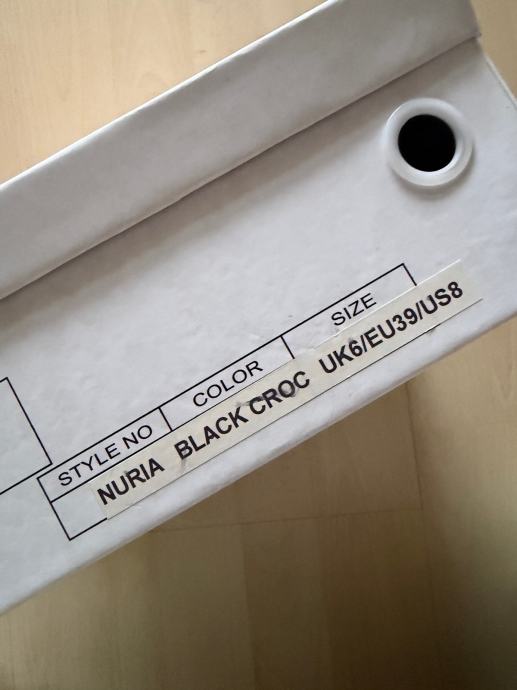 STYLE NO COLOR SIZE
NURIA BLACK CROC UK6/EU39/US8